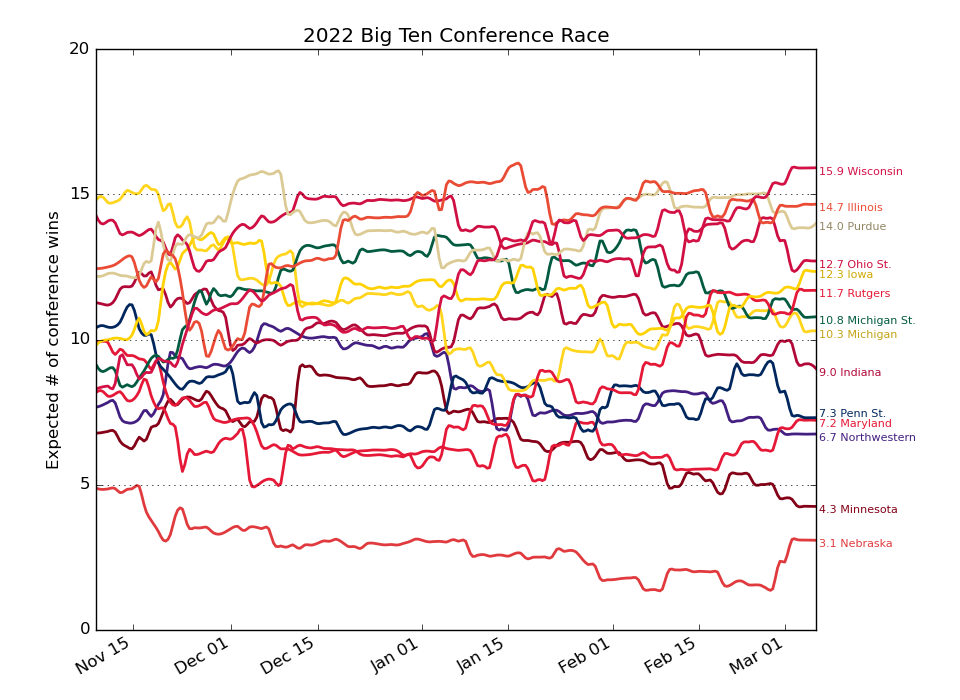 2022 Big Ten Conference Race
Expected # of conference wins
20
15
10
5
0
15.9 Wisconsin
14.7 Illinois
14.0 Purdue
12.7 Ohio St.
12.3 Iowa
11.7 Rutgers
10.8 Michigan St.
10.3 Michigan
9.0 Indiana
7.3 Penn St.
7.2 Maryland
6.7 Northwestern
4.3 Minnesota
3.1 Nebraska
Nov 15
Dec 01
Dec 15
Jan 01
Jan 15
Feb 01
Feb 15
Mar 01